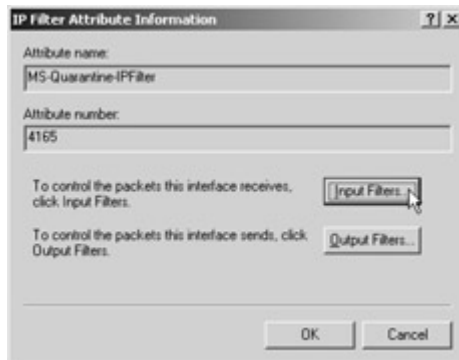 IP Filter Attribute Information
Attribute name:
MS-Quarantine-IPFilter
Attribute number:
4165
To control the packets this interface receives,
click Input Filters.
Input Filters...
To control the packets this interface sends, click
Output Filters.
Output Filters...
OK
Cancel